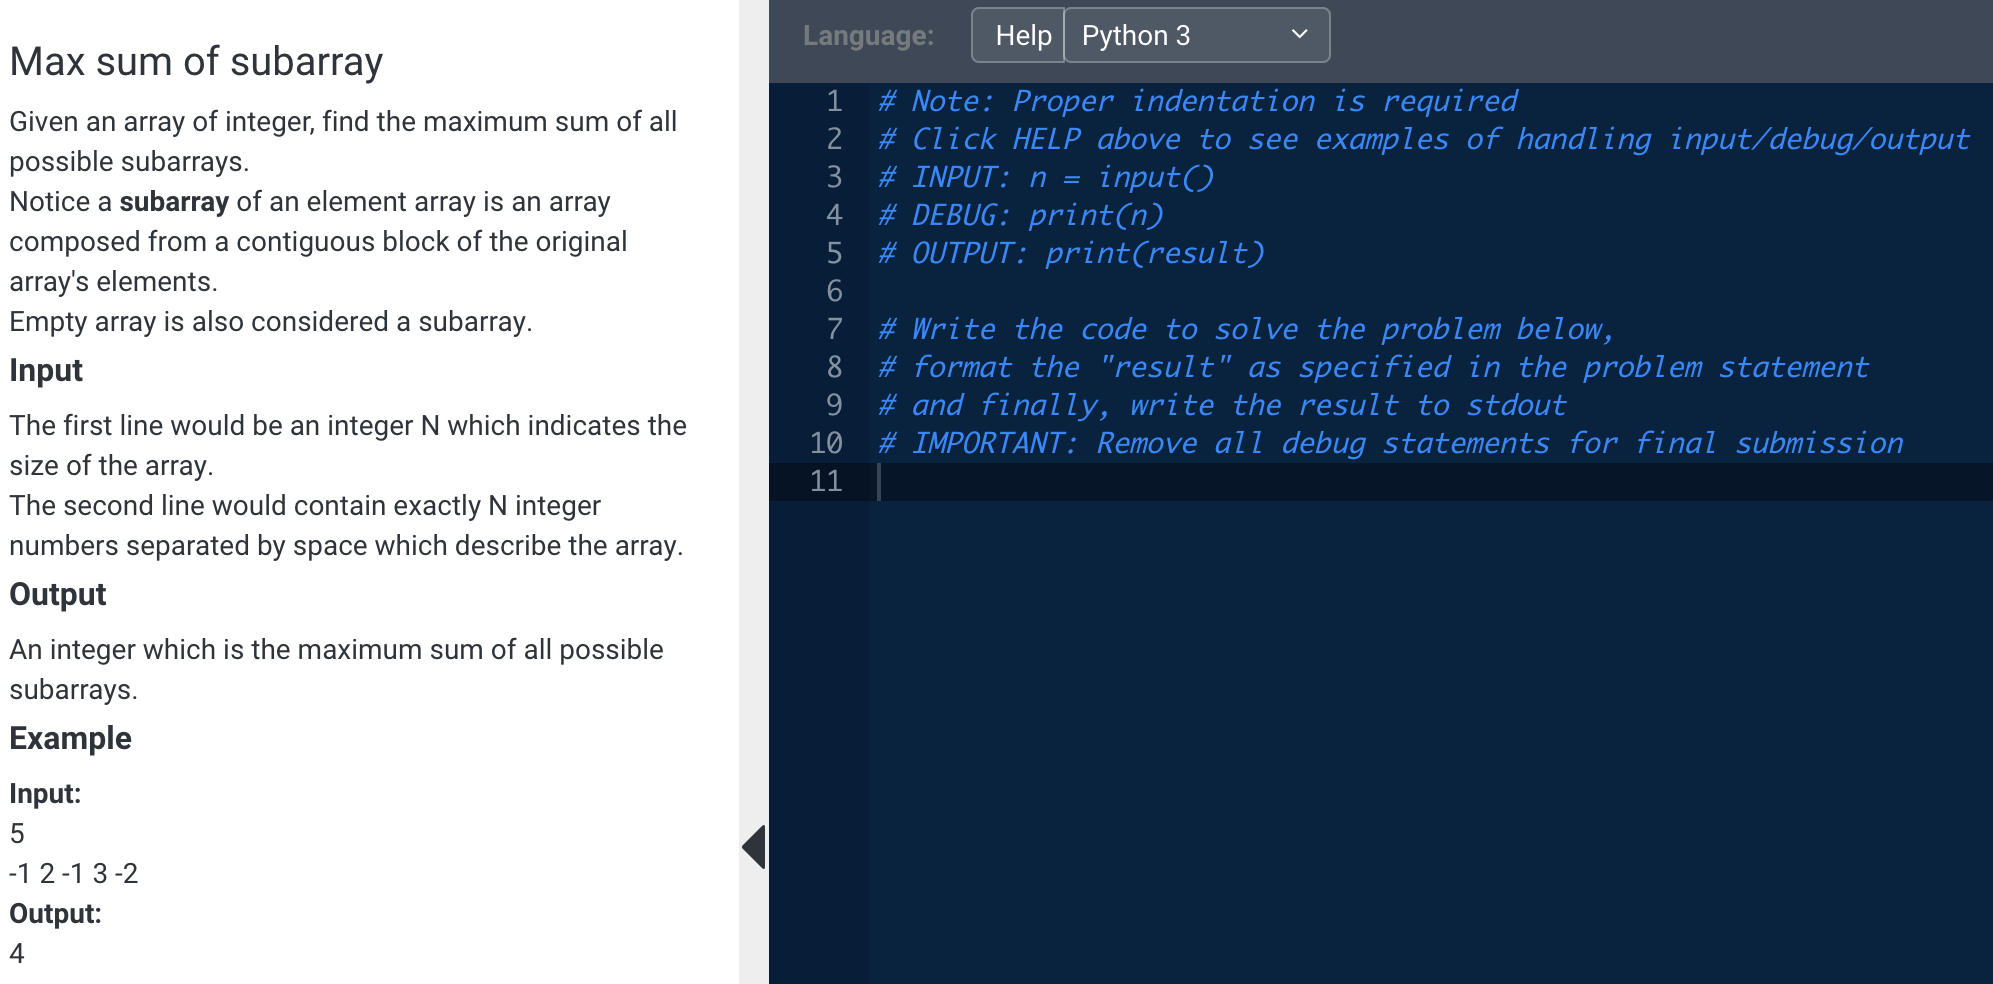 Max sum of subarray
Given an array of integer, find the maximum sum of all
possible subarrays.
Notice a subarray of an element array is an array
composed from a contiguous block of the original
array's elements.
Empty array is also considered a subarray.
Input
The first line would be an integer N which indicates the
size of the array.
The second line would contain exactly N integer
numbers separated by space which describe the array.
Output
An integer which is the maximum sum of all possible
subarrays.
Example
Input:
5
-1 2 -1 3 -2
Output:
4
Language: Help Python 3
1 # Note: Proper indentation is required
2 # Click HELP above to see examples of handling input/debug/output
3 # INPUT: n = input()
4 # DEBUG: print(n)
5 # OUTPUT: print(result)
6
7 # Write the code to solve the problem below,
8 # format the "result" as specified in the problem statement
9 # and finally, write the result to stdout
10 # IMPORTANT: Remove all debug statements for final submission
11